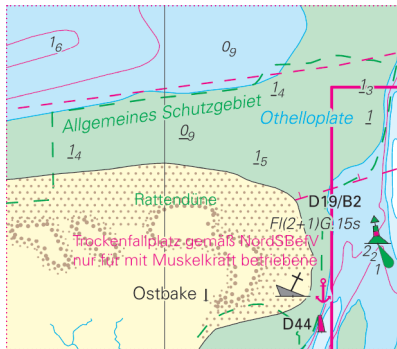 1₆
0₉
1₄
1₃
Allgemeines Schutzgebiet
Othelloplate
1
0₉
1₄
1₅
Rattendüne
D19/B2
Fl(2+1)G.15s
Trockenfallplatz gemäß NordSBefV
nur für mit Muskelkraft betriebene
2₂
1
Ostbake
D44